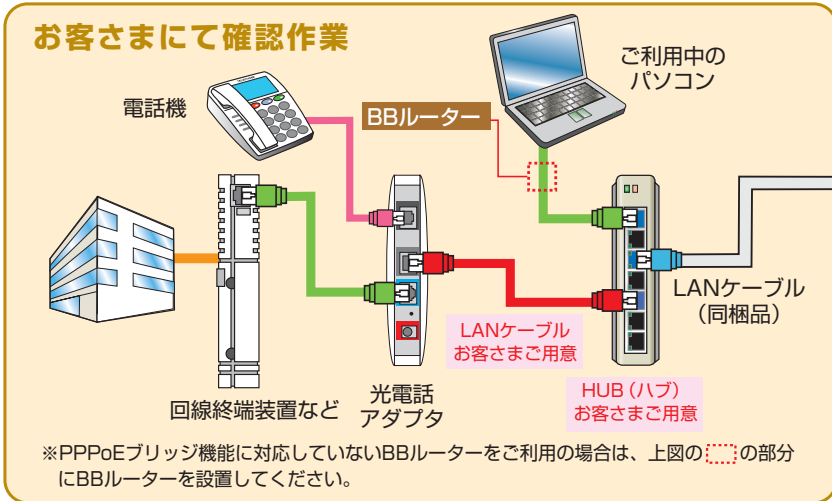 お客さまにて確認作業
ご利用中の
パソコン
電話機
BBルーター
LANケーブル
（同梱品）
LANケーブル
お客さまご用意
回線終端装置など
光電話
アダプタ
HUB（ハブ）
お客さまご用意
※PPPoEブリッジ機能に対応していないBBルーターをご利用の場合は、上図の の部分
にBBルーターを設置してください。